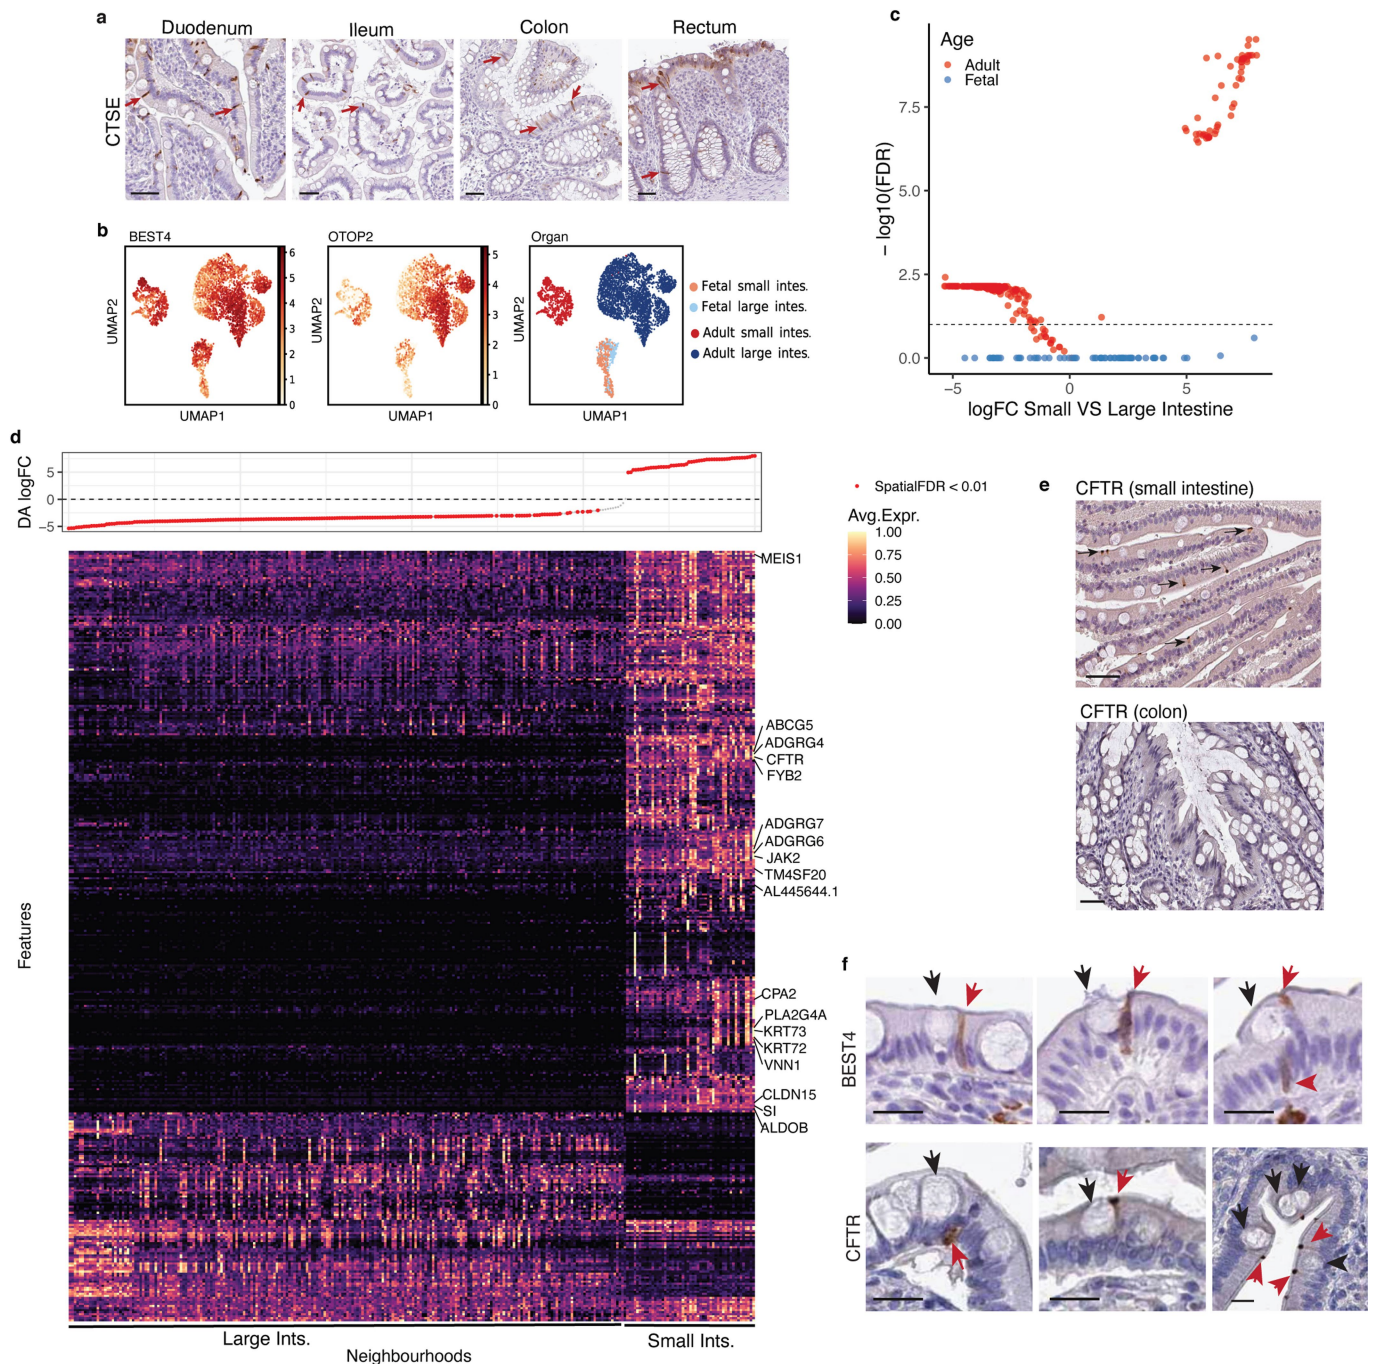 a
Duodenum
Ileum
Colon
Rectum
CTSE
b
BEST4
OTOP2
Organ
UMAP2
UMAP1
6
5
4
3
2
1
0
UMAP2
UMAP1
5
4
3
2
1
0
UMAP2
UMAP1
Fetal small intes.
Fetal large intes.
Adult small intes.
Adult large intes.
c
Age
Adult
Fetal
− log10(FDR)
7.5
5.0
2.5
0.0
−5
0
5
logFC Small VS Large Intestine
d
DA logFC
5
0
−5
SpatialFDR < 0.01
Avg.Expr.
1.00
0.75
0.50
0.25
0.00
Features
MEIS1
ABCG5
ADGRG4
CFTR
FYB2
ADGRG7
ADGRG6
JAK2
TM4SF20
AL445644.1
CPA2
PLA2G4A
KRT73
KRT72
VNN1
CLDN15
SI
ALDOB
Large Ints.
Small Ints.
Neighbourhoods
e
CFTR (small intestine)
CFTR (colon)
f
BEST4
CFTR